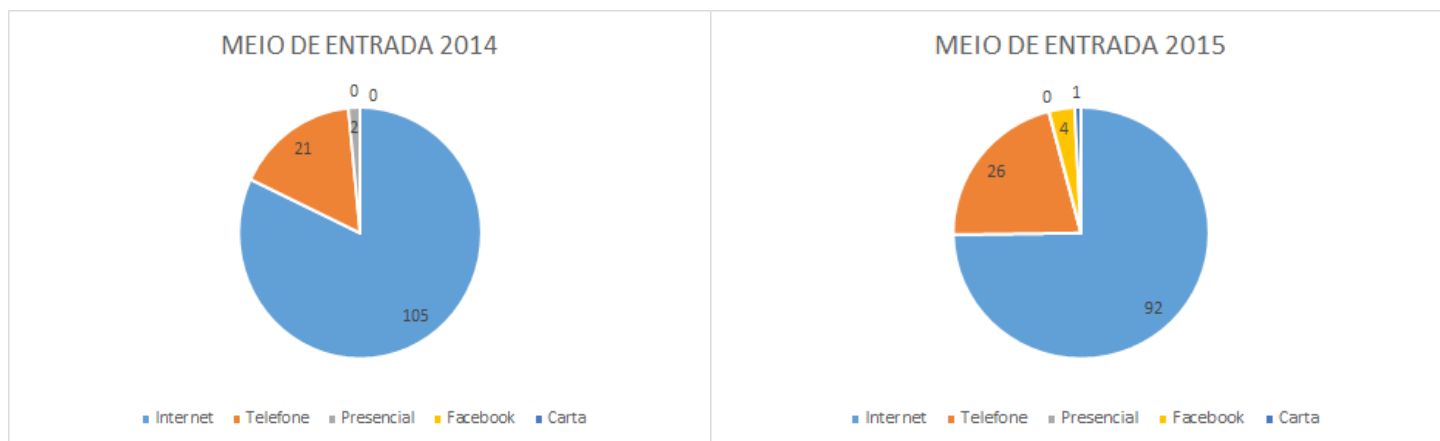 MEIO DE ENTRADA 2014
0 0
2
21
105
Internet Telefone Presencial Facebook Carta
MEIO DE ENTRADA 2015
0 1
4
26
92
Internet Telefone Presencial Facebook Carta